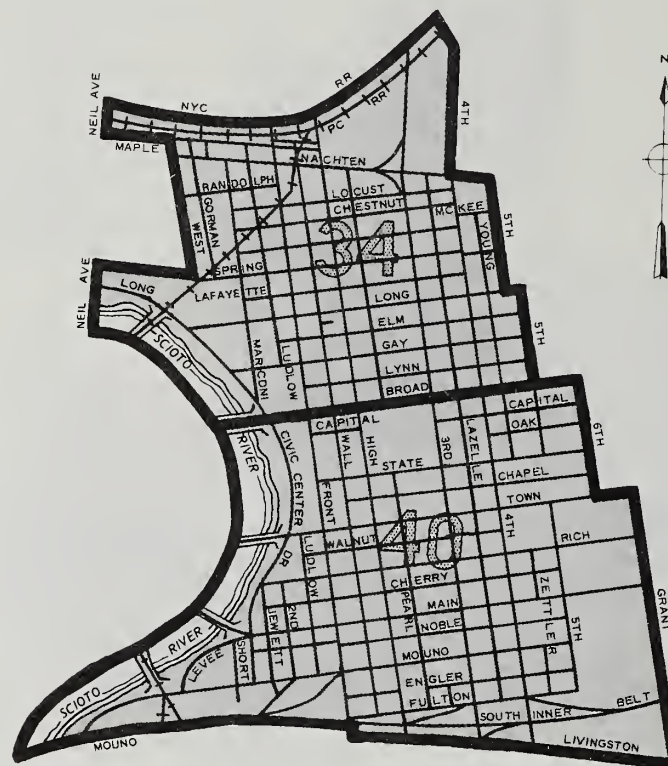 N
NEIL AVE
NYC
RR
PC
RR
4TH
MAPLE
NACHTEN
RANDOLPH
LOCUST
CHESTNUT
MC KEE
GORMAN
WEST
34
YOUNG
5TH
SPRING
NEIL AVE
LONG
LAFAYETTE
LONG
ELM
5TH
SCIOTO
GAY
MARCONI
LUDLOW
LYNN
BROAD
CAPITAL
CAPITAL
OAK
6TH
RIVER
CIVIC CENTER
DR
WALL
HIGH
3RD
LAZELLE
STATE
CHAPEL
FRONT
TOWN
4TH
LUDLOW
WALNUT
40
RICH
CHERRY
GRANT
2ND
JEWETT
PEARL
MAIN
ZETTLER
NOBLE
5TH
RIVER
LEVEE
SHORT
MOUNO
SCIOTO
ENGLER
FULTON
SOUTH INNER BELT
MOUNO
LIVINGSTON